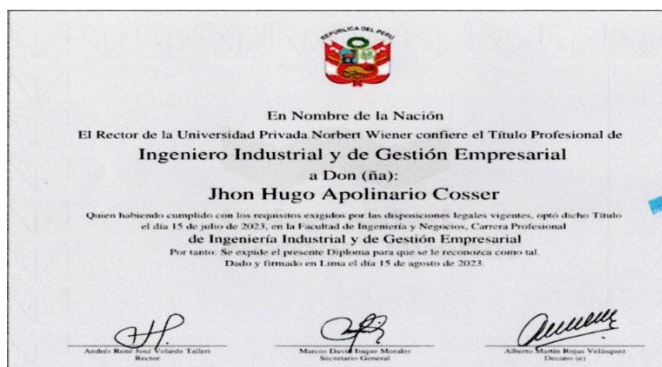 REPÚBLICA DEL PERÚ
En Nombre de la Nación
El Rector de la Universidad Privada Norbert Wiener confiere el Título Profesional de
Ingeniero Industrial y de Gestión Empresarial
a Don (ña):
Jhon Hugo Apolinario Cosser
Quien habiendo cumplido con los requisitos exigidos por las disposiciones legales vigentes, optó dicho Título
el día 15 de julio de 2023, en la Facultad de Ingeniería y Negocios, Carrera Profesional
de Ingeniería Industrial y de Gestión Empresarial
Por tanto: Se expide el presente Diploma para que se le reconozca como tal.
Dado y firmado en Lima el día 15 de agosto de 2023.
Andrés René José Velarde Talleri
Rector
Marcos David Isique Morales
Secretario General
Alberto Martín Rojas Velásquez
Decano (e)